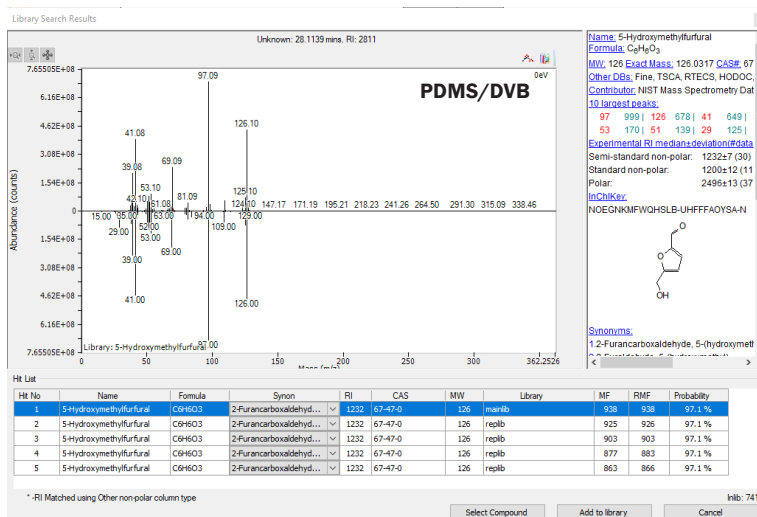 Library Search Results
Unknown: 28.1139 mins. RI: 2811
0eV
PDMS/DVB
Abundance (counts)
7.65505E+08
6.16E+08
4.62E+08
3.08E+08
1.54E+08
0
1.54E+08
3.08E+08
4.62E+08
6.16E+08
7.65505E+08
97.09
126.10
41.08
39.08
69.09
53.10
81.09
125.10
42.10
61.08
124.10
147.17
171.19
195.21
218.23
241.26
264.50
291.30
315.09
338.46
15.00
35.00
52.00
63.00
94.00
129.00
29.00
53.00
109.00
39.00
69.00
41.00
126.00
97.00
Library: 5-Hydroxymethylfurfural
0 50 100 150 200 250 300 362.2526
Mass (m/z)
Name: 5-Hydroxymethylfurfural
Formula: C6H6O3
MW: 126 Exact Mass: 126.0317 CAS#: 67
Other DBs: Fine, TSCA, RTECS, HODOC,
Contributor: NIST Mass Spectrometry Dat
10 largest peaks:
97 999 | 126 678 | 41 649 |
53 170 | 51 139 | 29 125 |
Experimental RI median±deviation(#data
Semi-standard non-polar: 1232±7 (30)
Standard non-polar: 1200±12 (11
Polar: 2496±13 (37
InChIKey:
NOEGNKMFWQHSLB-UHFFFAOYSA-N
O
O
OH
Synonyms:
1.2-Furancarboxaldehyde, 5-(hydroxymet
Hit List
Hit No Name Formula Synon RI CAS MW Library MF RMF Probability
1 5-Hydroxymethylfurfural C6H6O3 2-Furancarboxaldehyd... 1232 67-47-0 126 mainlib 938 938 97.1 %
2 5-Hydroxymethylfurfural C6H6O3 2-Furancarboxaldehyd... 1232 67-47-0 126 replib 925 926 97.1 %
3 5-Hydroxymethylfurfural C6H6O3 2-Furancarboxaldehyd... 1232 67-47-0 126 replib 903 903 97.1 %
4 5-Hydroxymethylfurfural C6H6O3 2-Furancarboxaldehyd... 1232 67-47-0 126 replib 877 883 97.1 %
5 5-Hydroxymethylfurfural C6H6O3 2-Furancarboxaldehyd... 1232 67-47-0 126 replib 863 866 97.1 %
* -RI Matched using Other non-polar column type
Inlib: 741
Select Compound
Add to library
Cancel